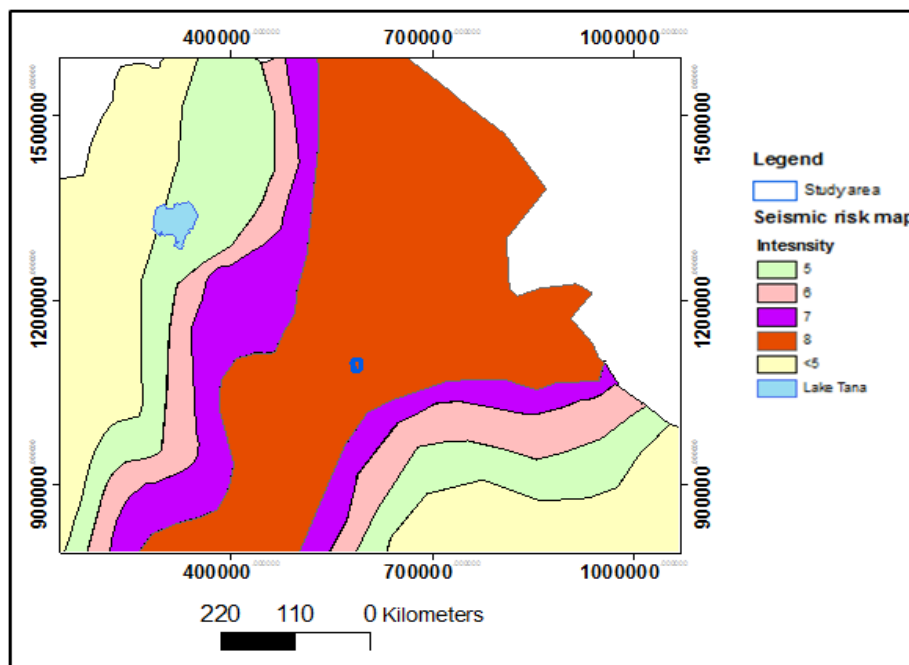 400000 700000 1000000
1500000 1500000
1200000 1200000
900000 900000
400000 700000 1000000
220 110 0 Kilometers
Legend
Study area
Seismic risk map
Intesnsity
5
6
7
8
<5
Lake Tana